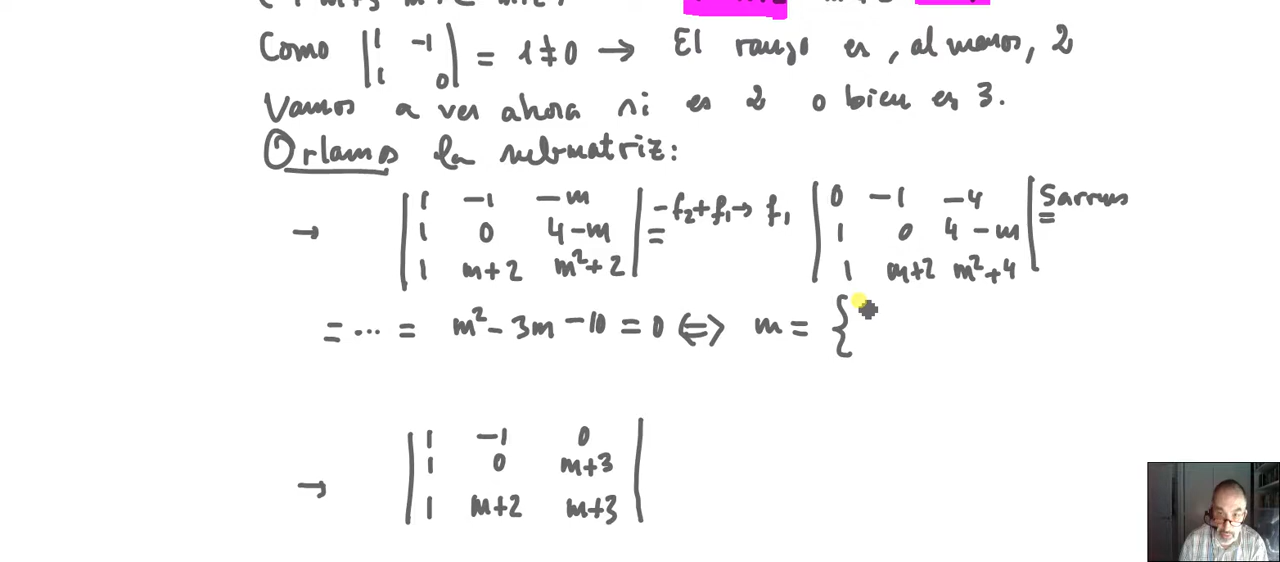 Como | 1 -1 | = 1 ≠ 0 → El rango es, al menos, 2
| 1 0 |
Vamos a ver ahora si es 2 o bien es 3.
Orlamos la submatriz:
→ | 1 -1 -m | = -f₂+f₁→ f₁ | 0 -1 -4 | Sarrus =
| 1 0 4-m | | 1 0 4-m |
| 1 m+2 m²+2 | | 1 m+2 m²+4 |
= ... = m² - 3m - 10 = 0 ⇔ m = {
| 1 -1 0 |
→ | 1 0 m+3 |
| 1 m+2 m+3 |